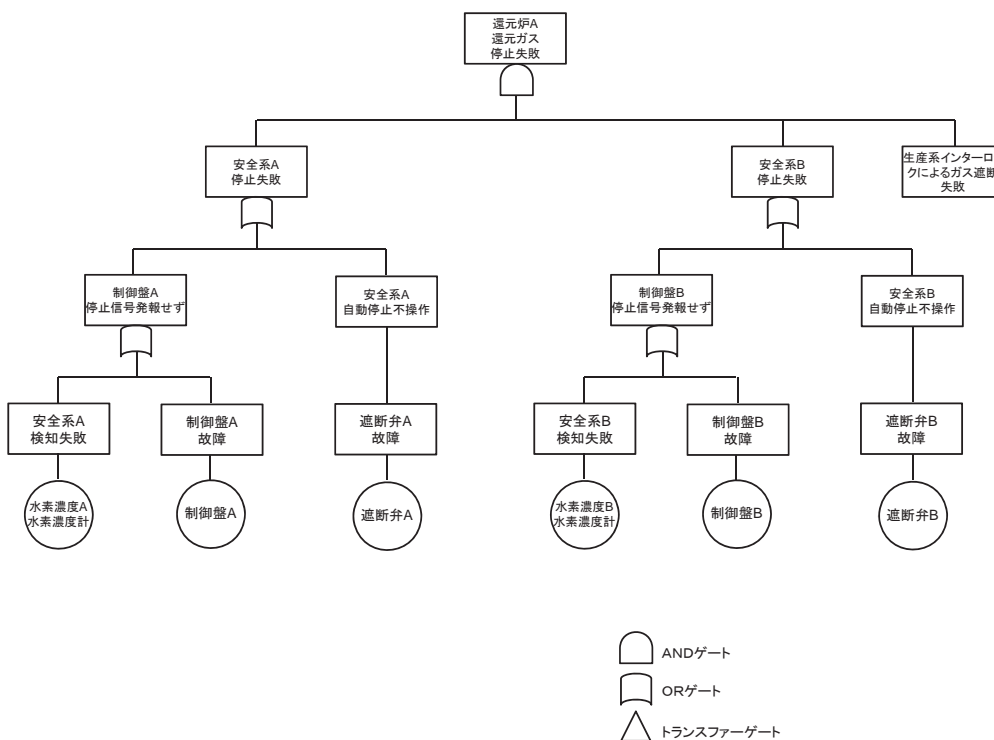 還元炉A
還元ガス
停止失敗
安全系A
停止失敗
安全系B
停止失敗
生産系インターロ
クによるガス遮断
失敗
制御盤A
停止信号発報せず
安全系A
自動停止不操作
制御盤B
停止信号発報せず
安全系B
自動停止不操作
安全系A
検知失敗
制御盤A
故障
遮断弁A
故障
安全系B
検知失敗
制御盤B
故障
遮断弁B
故障
水素濃度A
水素濃度計
制御盤A
遮断弁A
水素濃度B
水素濃度計
制御盤B
遮断弁B
ANDゲート
ORゲート
トランスファーゲート